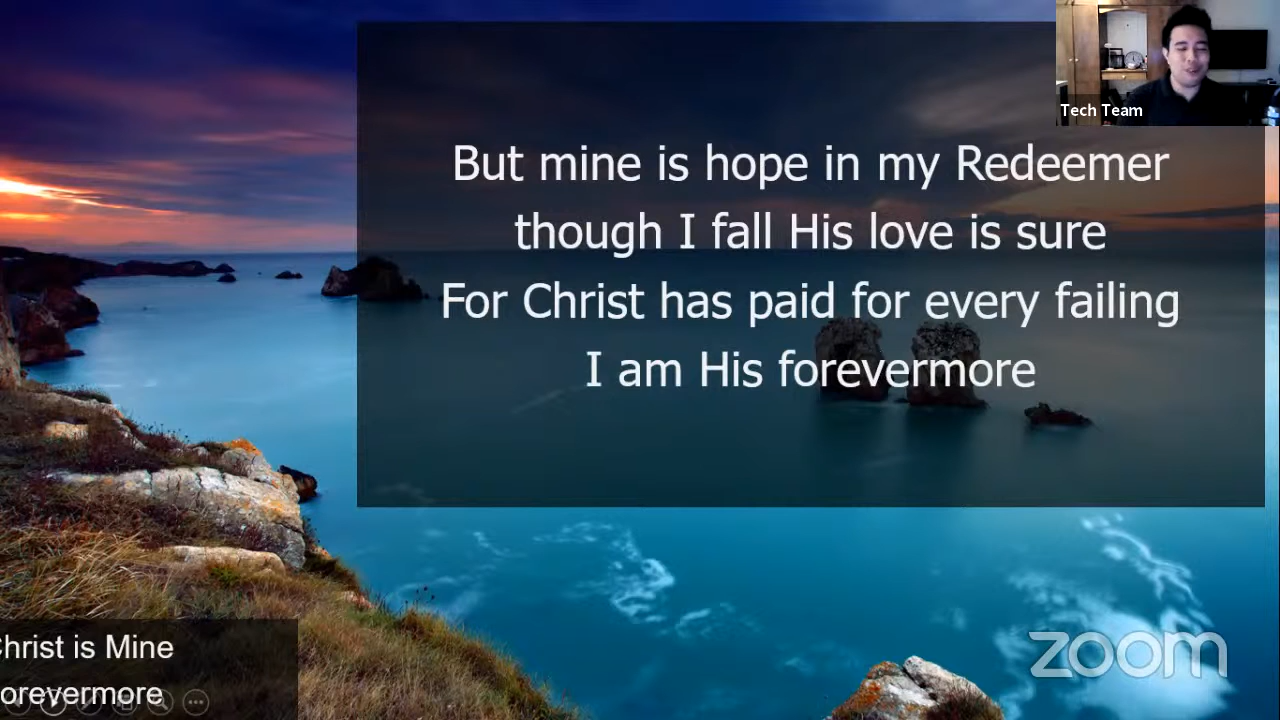 Tech Team
But mine is hope in my Redeemer
though I fall His love is sure
For Christ has paid for every failing
I am His forevermore
hrist is Mine
orevermore
zoom